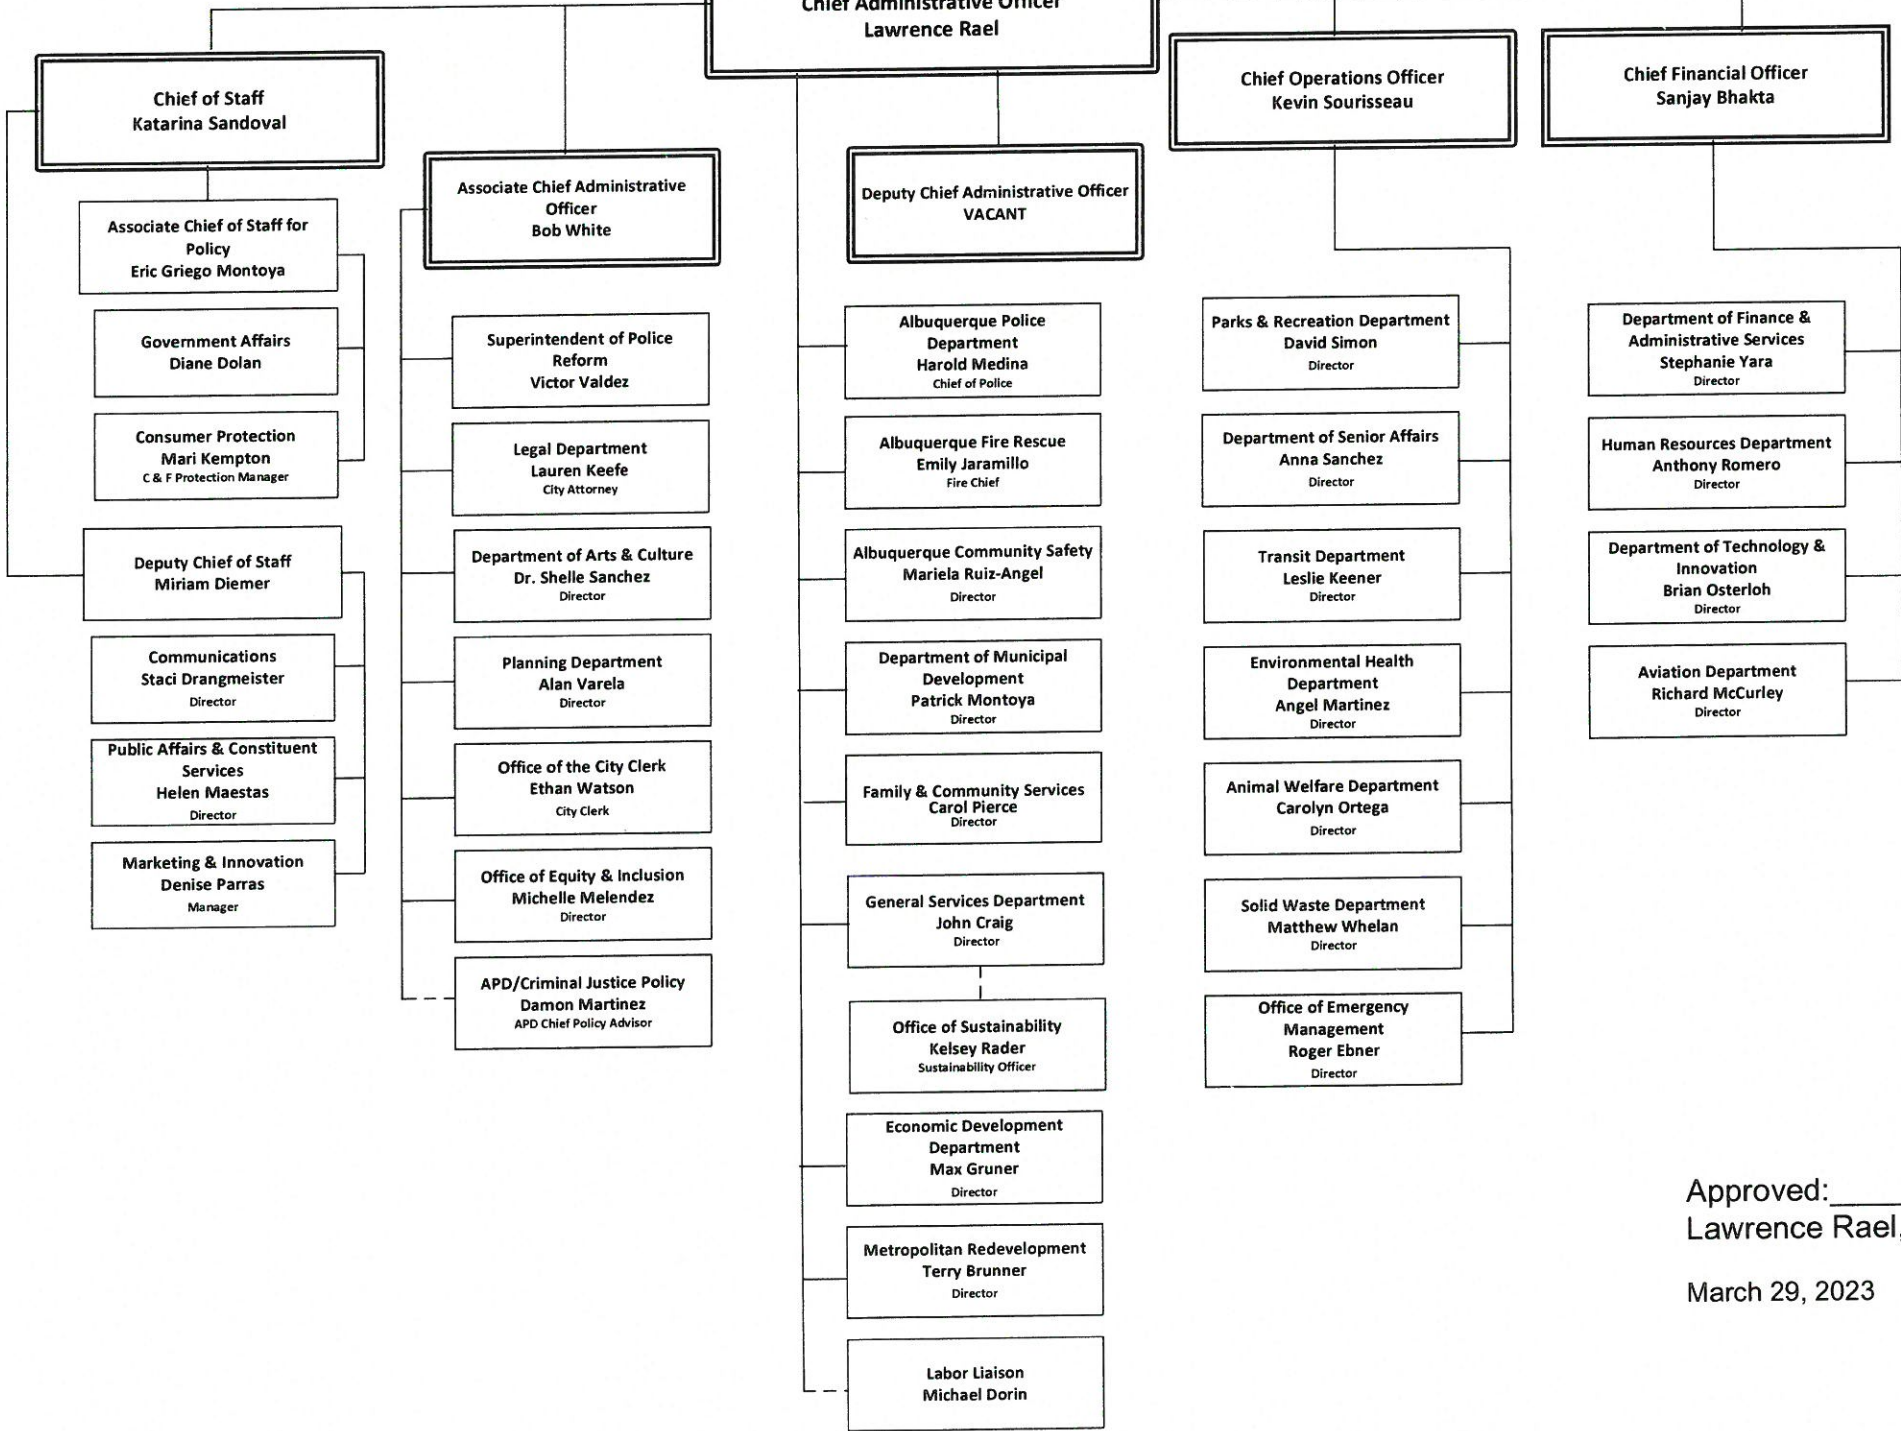 Chief Administrative Officer
Lawrence Rael
Chief of Staff
Katarina Sandoval
Associate Chief of Staff for
Policy
Eric Griego Montoya
Government Affairs
Diane Dolan
Consumer Protection
Mari Kempton
C & F Protection Manager
Deputy Chief of Staff
Miriam Diemer
Communications
Staci Drangmeister
Director
Public Affairs & Constituent
Services
Helen Maestas
Director
Marketing & Innovation
Denise Parras
Manager
Associate Chief Administrative
Officer
Bob White
Superintendent of Police
Reform
Victor Valdez
Legal Department
Lauren Keefe
City Attorney
Department of Arts & Culture
Dr. Shelle Sanchez
Director
Planning Department
Alan Varela
Director
Office of the City Clerk
Ethan Watson
City Clerk
Office of Equity & Inclusion
Michelle Melendez
Director
APD/Criminal Justice Policy
Damon Martinez
APD Chief Policy Advisor
Deputy Chief Administrative Officer
VACANT
Albuquerque Police
Department
Harold Medina
Chief of Police
Albuquerque Fire Rescue
Emily Jaramillo
Fire Chief
Albuquerque Community Safety
Mariela Ruiz-Angel
Director
Department of Municipal
Development
Patrick Montoya
Director
Family & Community Services
Carol Pierce
Director
General Services Department
John Craig
Director
Office of Sustainability
Kelsey Rader
Sustainability Officer
Economic Development
Department
Max Gruner
Director
Metropolitan Redevelopment
Terry Brunner
Director
Labor Liaison
Michael Dorin
Chief Operations Officer
Kevin Sourisseau
Parks & Recreation Department
David Simon
Director
Department of Senior Affairs
Anna Sanchez
Director
Transit Department
Leslie Keener
Director
Environmental Health
Department
Angel Martinez
Director
Animal Welfare Department
Carolyn Ortega
Director
Solid Waste Department
Matthew Whelan
Director
Office of Emergency
Management
Roger Ebner
Director
Chief Financial Officer
Sanjay Bhakta
Department of Finance &
Administrative Services
Stephanie Yara
Director
Human Resources Department
Anthony Romero
Director
Department of Technology &
Innovation
Brian Osterloh
Director
Aviation Department
Richard McCurley
Director
Approved:
Lawrence Rael,
March 29, 2023